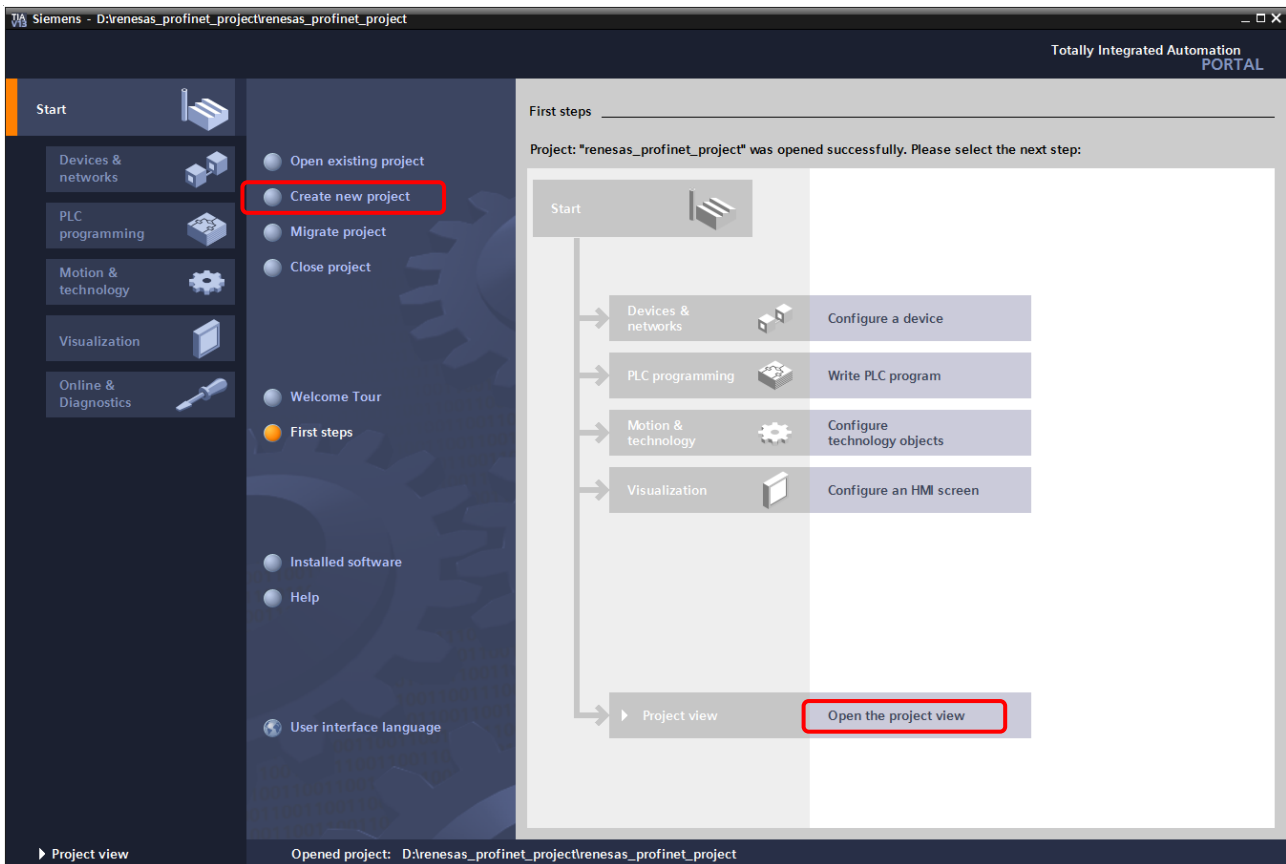 TIA V13 Siemens - D:\renesas_profinet_project\renesas_profinet_project
Totally Integrated Automation
PORTAL
Start
Devices &
networks
PLC
programming
Motion &
technology
Visualization
Online &
Diagnostics
Open existing project
Create new project
Migrate project
Close project
Welcome Tour
First steps
Installed software
Help
User interface language
First steps
Project: "renesas_profinet_project" was opened successfully. Please select the next step:
Start
Devices &
networks
Configure a device
PLC programming
Write PLC program
Motion &
technology
Configure
technology objects
Visualization
Configure an HMI screen
Project view
Open the project view
Project view
Opened project: D:\renesas_profinet_project\renesas_profinet_project